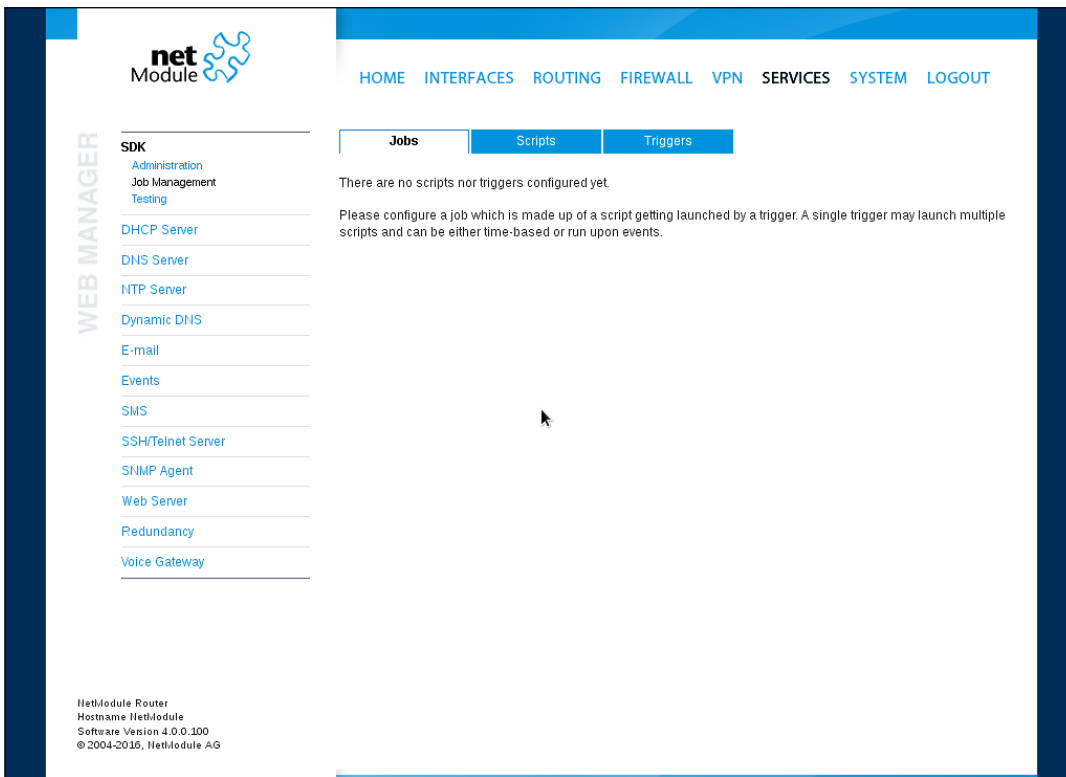 net
Module
HOME INTERFACES ROUTING FIREWALL VPN SERVICES SYSTEM LOGOUT
WEB MANAGER
SDK
Administration
Job Management
Testing
DHCP Server
DNS Server
NTP Server
Dynamic DNS
E-mail
Events
SMS
SSH/Telnet Server
SNMP Agent
Web Server
Redundancy
Voice Gateway
Jobs Scripts Triggers
There are no scripts nor triggers configured yet.
Please configure a job which is made up of a script getting launched by a trigger. A single trigger may launch multiple
scripts and can be either time-based or run upon events.
NetModule Router
Hostname NetModule
Software Version 4.0.0.100
© 2004-2016, NetModule AG